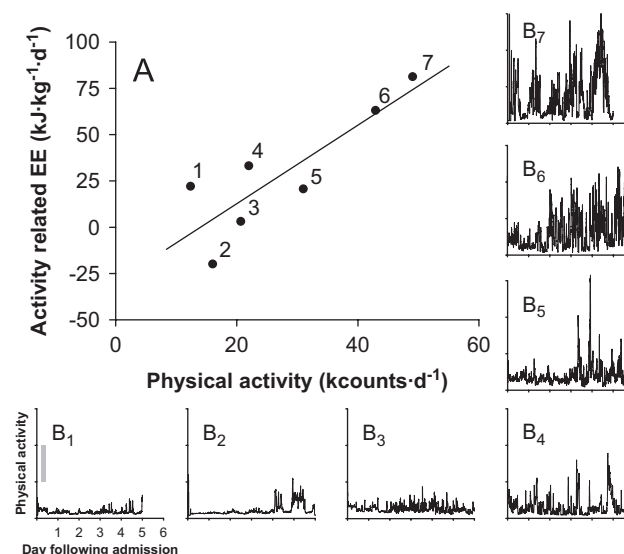 A
Activity related EE (kJ·kg⁻¹·d⁻¹)
100
75
50
25
0
-25
-50
0 20 40 60
Physical activity (kcounts·d⁻¹)
1
2
3
4
5
6
7
B₇
B₆
B₅
B₄
B₁
B₂
B₃
Physical activity
1 2 3 4 5 6
Day following admission